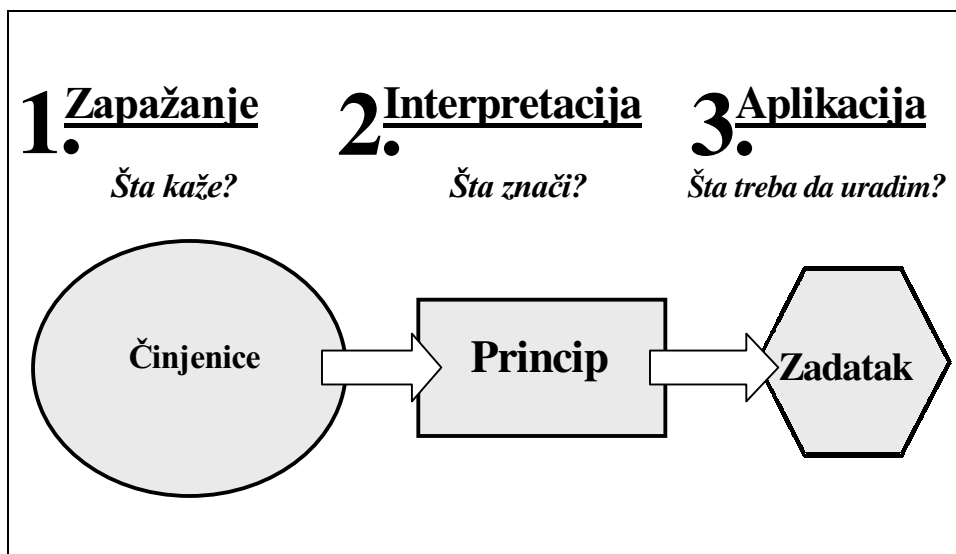 1. Zapažanje
Šta kaže?
Činjenice
2. Interpretacija
Šta znači?
Princip
3. Aplikacija
Šta treba da uradim?
Zadatak